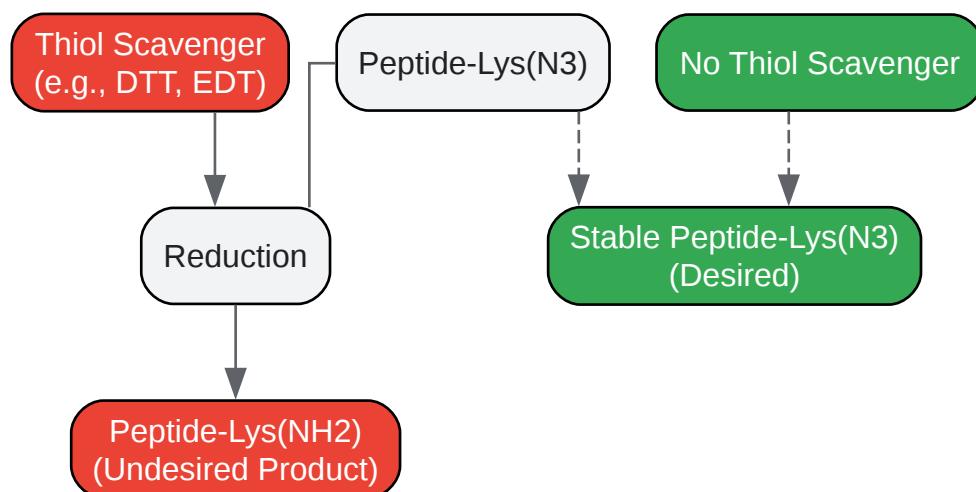 Thiol Scavenger
(e.g., DTT, EDT)
Peptide-Lys(N3)
No Thiol Scavenger
Reduction
Stable Peptide-Lys(N3)
(Desired)
Peptide-Lys(NH2)
(Undesired Product)